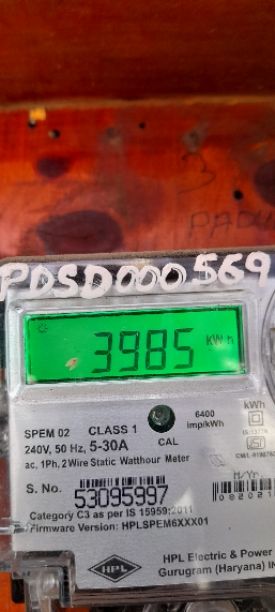 3
PDSD000569
3985 kWh
SPEM 02 CLASS 1
240V, 50 Hz, 5-30A
ac, 1Ph, 2Wire Static Watthour Meter
CAL
6400
imp/kWh
kWh
S. No. 53095997
Category C3 as per IS 15959:2011
Firmware Version: HPLSPEM6XXX01
HPL
HPL Electric & Power
Gurugram (Haryana) IN